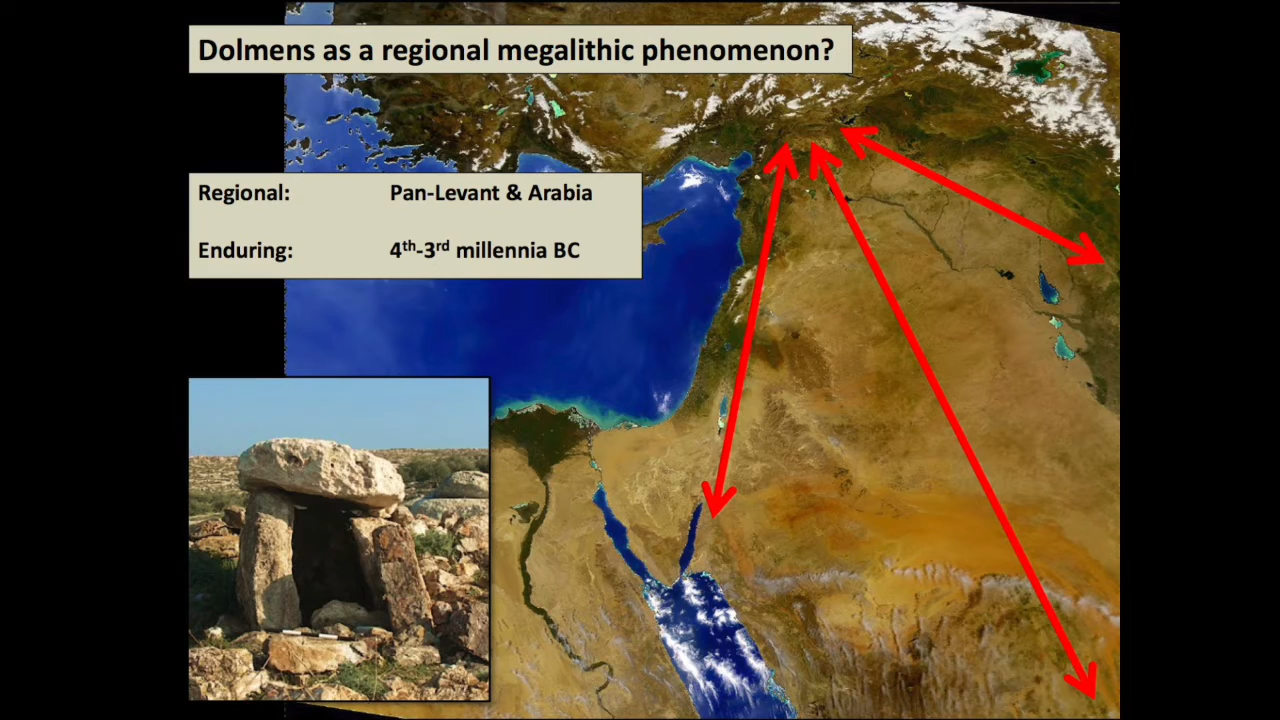 Dolmens as a regional megalithic phenomenon?
Regional: Pan-Levant & Arabia
Enduring: 4th-3rd millennia BC